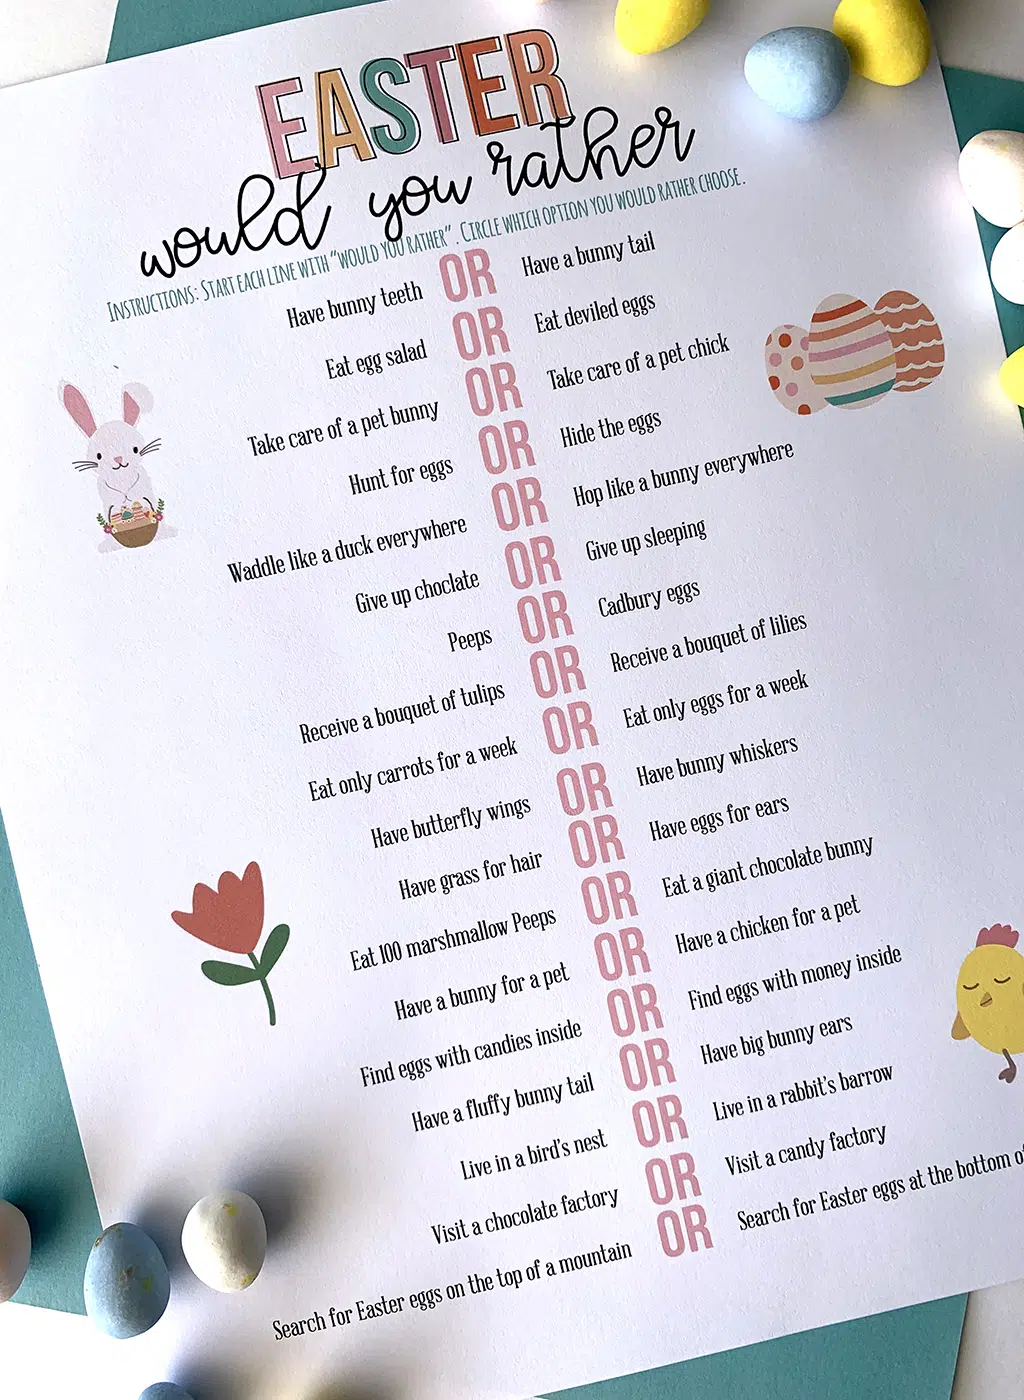 EASTER
would you rather
INSTRUCTIONS: START EACH LINE WITH "WOULD YOU RATHER". CIRCLE WHICH OPTION YOU WOULD RATHER CHOOSE.
Have bunny teeth OR Have a bunny tail
Eat egg salad OR Eat deviled eggs
Take care of a pet bunny OR Take care of a pet chick
Hunt for eggs OR Hide the eggs
Waddle like a duck everywhere OR Hop like a bunny everywhere
Give up choclate OR Give up sleeping
Peeps OR Cadbury eggs
Receive a bouquet of tulips OR Receive a bouquet of lilies
Eat only carrots for a week OR Eat only eggs for a week
Have butterfly wings OR Have bunny whiskers
Have grass for hair OR Have eggs for ears
Eat 100 marshmallow Peeps OR Eat a giant chocolate bunny
Have a bunny for a pet OR Have a chicken for a pet
Find eggs with candies inside OR Find eggs with money inside
Have a fluffy bunny tail OR Have big bunny ears
Live in a bird's nest OR Live in a rabbit's barrow
Visit a chocolate factory OR Visit a candy factory
Search for Easter eggs on the top of a mountain OR Search for Easter eggs at the bottom